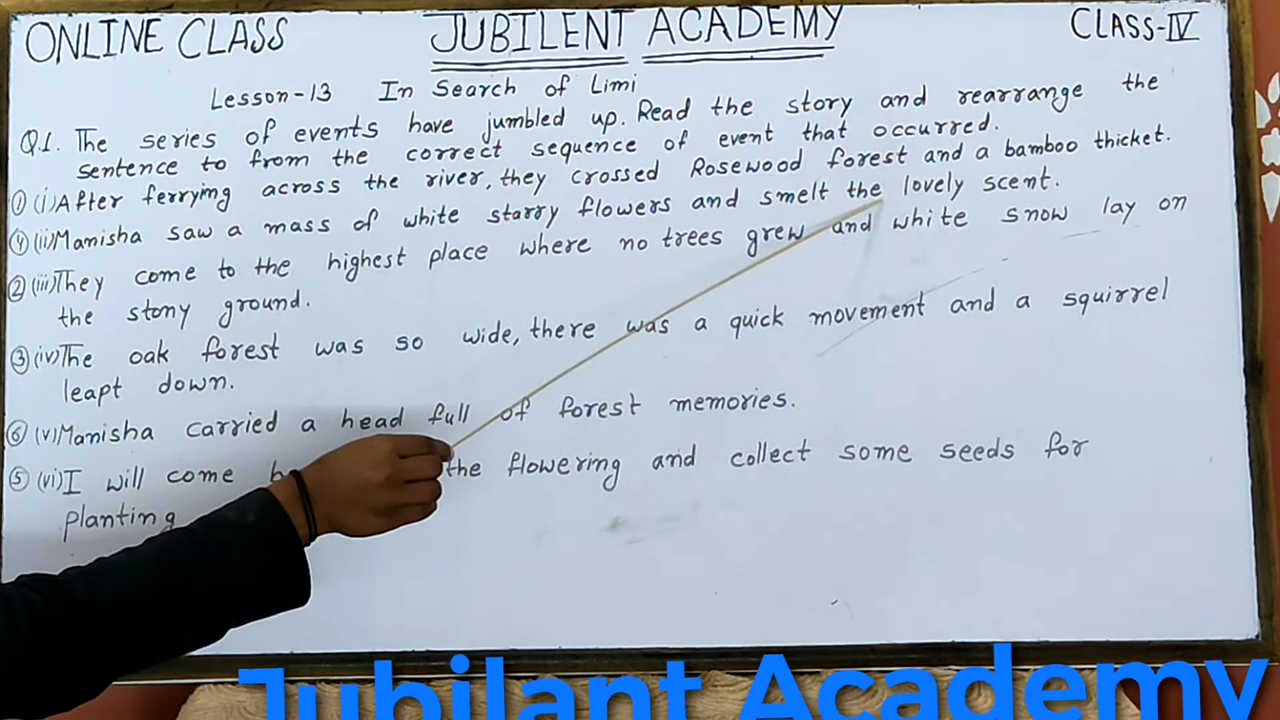 ONLINE CLASS JUBILENT ACADEMY CLASS-IV
Lesson-13 In Search of Limi
Q.1. The series of events have jumbled up. Read the story and rearrange the
sentence to from the correct sequence of event that occurred.
① (i) After ferrying across the river, they crossed Rosewood forest and a bamboo thicket.
④ (ii) Manisha saw a mass of white starry flowers and smelt the lovely scent.
② (iii) They come to the highest place where no trees grew and white snow lay on
the stony ground.
③ (iv) The oak forest was so wide, there was a quick movement and a squirrel
leapt down.
⑥ (v) Manisha carried a head full of forest memories.
⑤ (vi) I will come the flowering and collect some seeds for
planting
Jubilant Academy